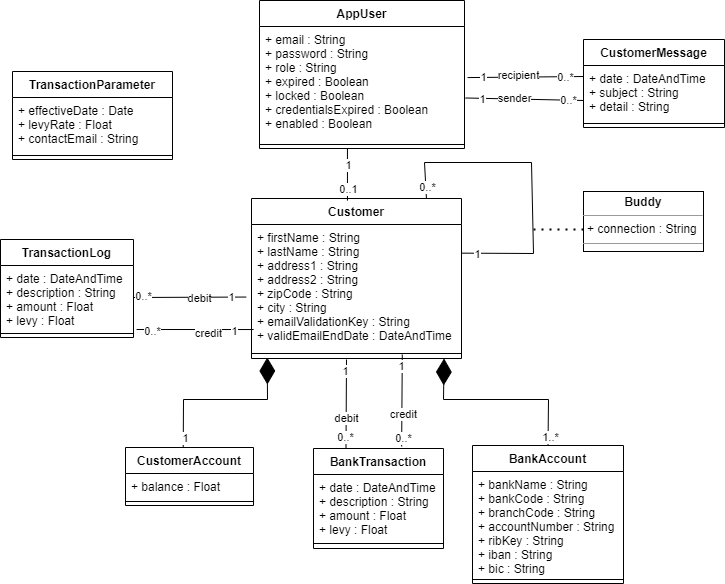 AppUser
+ email : String
+ password : String
+ role : String
+ expired : Boolean
+ locked : Boolean
+ credentialsExpired : Boolean
+ enabled : Boolean
CustomerMessage
+ date : DateAndTime
+ subject : String
+ detail : String
1 recipient 0..*
1 sender 0..*
TransactionParameter
+ effectiveDate : Date
+ levyRate : Float
+ contactEmail : String
1
0..1
0..*
1
Customer
+ firstName : String
+ lastName : String
+ address1 : String
+ address2 : String
+ zipCode : String
+ city : String
+ emailValidationKey : String
+ validEmailEndDate : DateAndTime
Buddy
+ connection : String
TransactionLog
+ date : DateAndTime
+ description : String
+ amount : Float
+ levy : Float
0..* debit 1
0..* credit 1
1
debit
0..*
1
credit
0..*
1
1..*
CustomerAccount
+ balance : Float
BankTransaction
+ date : DateAndTime
+ description : String
+ amount : Float
+ levy : Float
BankAccount
+ bankName : String
+ bankCode : String
+ branchCode : String
+ accountNumber : String
+ ribKey : String
+ iban : String
+ bic : String